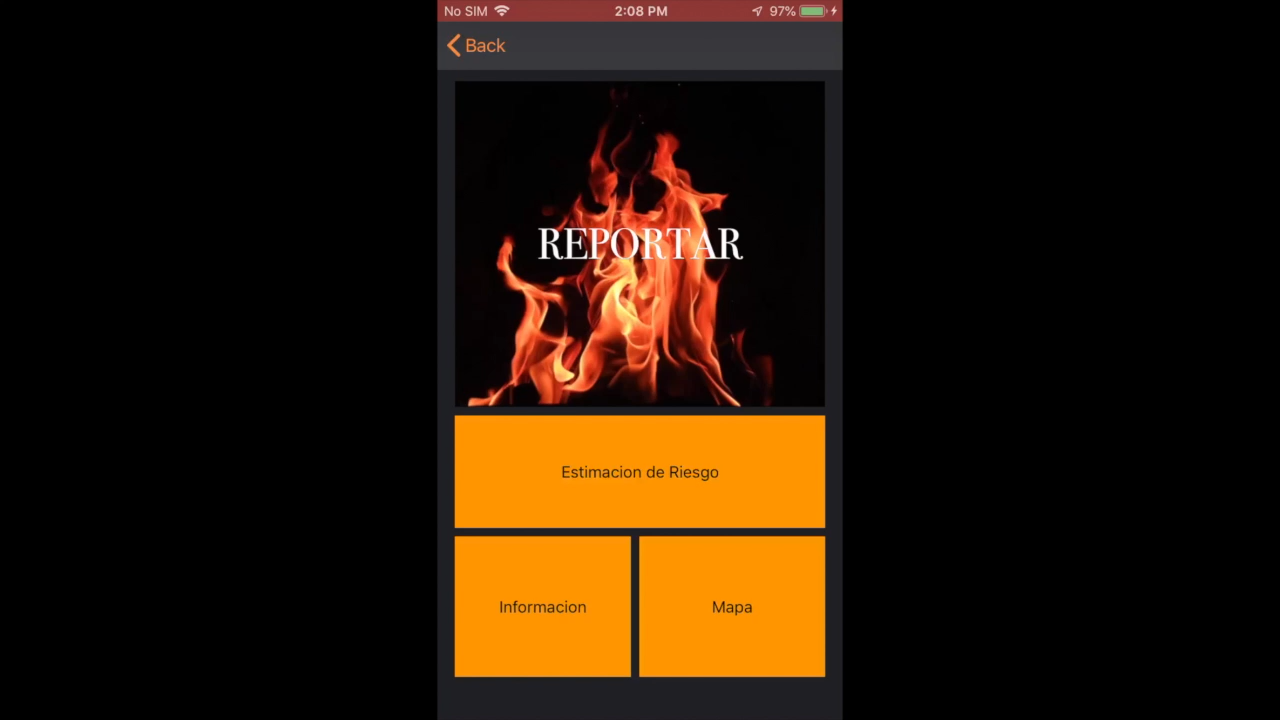 No SIM 2:08 PM 97%
Back
REPORTAR
Estimacion de Riesgo
Informacion Mapa